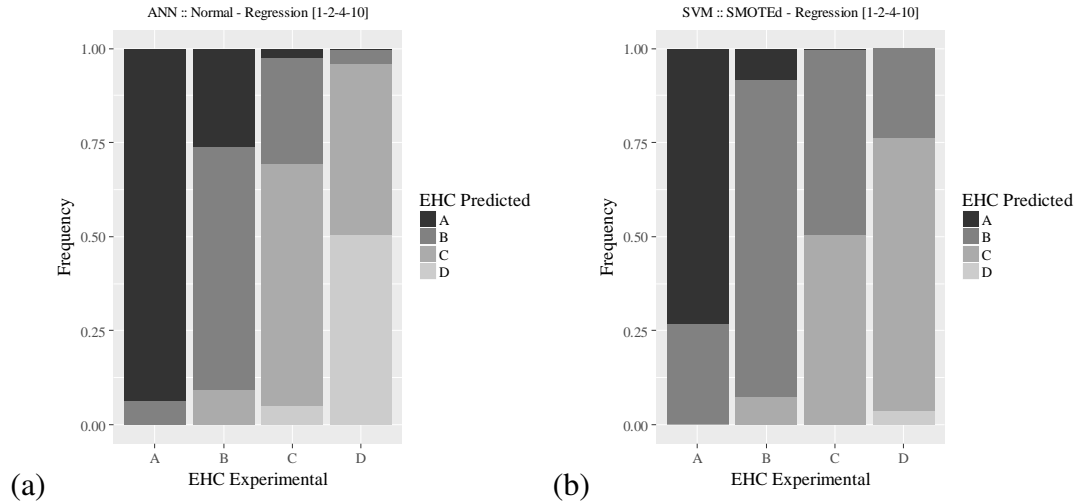 ANN :: Normal - Regression [1-2-4-10]
1.00
0.75
0.50
0.25
0.00
Frequency
A B C D
EHC Experimental
EHC Predicted
A
B
C
D
(a)
SVM :: SMOTEd - Regression [1-2-4-10]
1.00
0.75
0.50
0.25
0.00
Frequency
A B C D
EHC Experimental
EHC Predicted
A
B
C
D
(b)